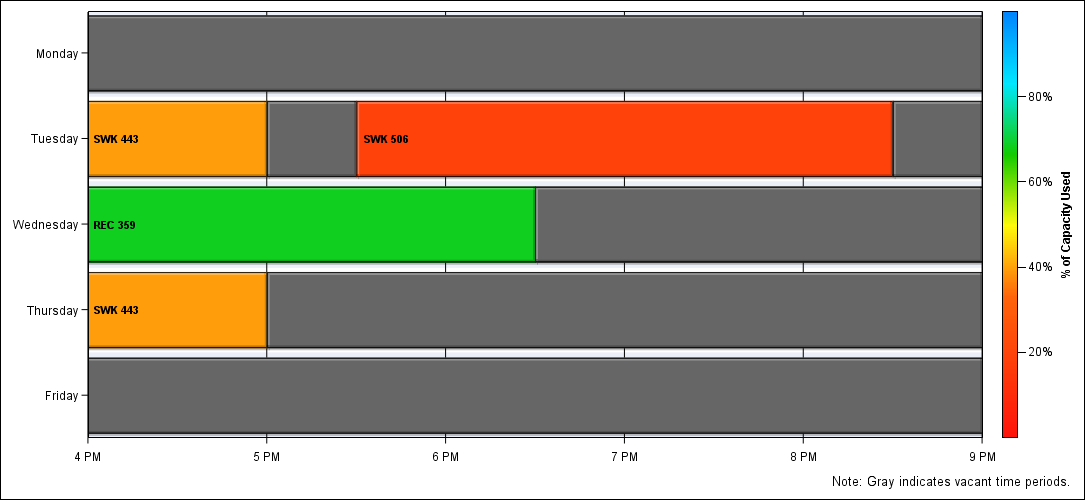 Monday
Tuesday
SWK 443
SWK 506
Wednesday
REC 359
Thursday
SWK 443
Friday
4 PM
5 PM
6 PM
7 PM
8 PM
9 PM
80%
60%
40%
20%
% of Capacity Used
Note: Gray indicates vacant time periods.